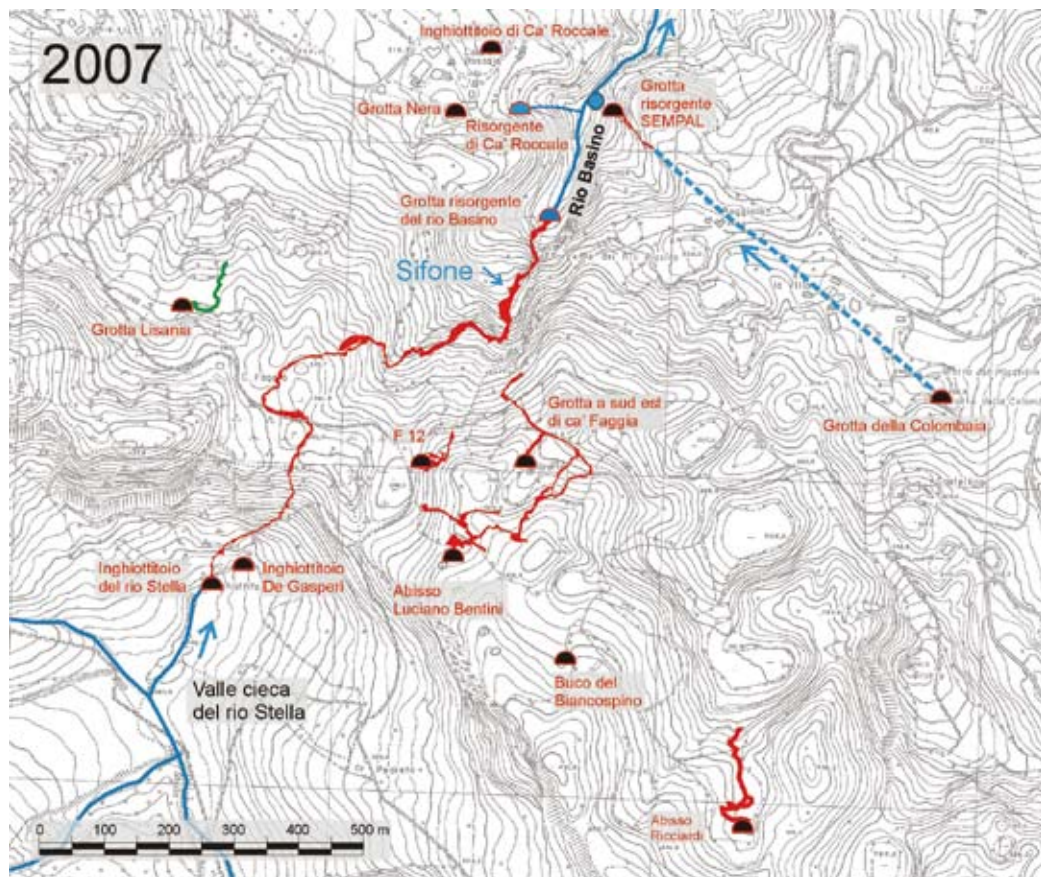 2007
Inghiottitoio di Ca' Roccale
Grotta
risorgente
SEMPAL
Grotta Nera
Risorgente
di Ca' Roccale
Rio Basino
Grotta risorgente
del rio Basino
Sifone
Grotta Lisania
Grotta a sud est
di ca' Faggia
Grotta della Colombaia
F 12
Inghiottitoio
del rio Stella
Inghiottitoio
De Gasperi
Abisso
Luciano Bentini
Valle cieca
del rio Stella
Buco del
Biancospino
Abisso
Ricciardi
0 100 200 300 400 500 m